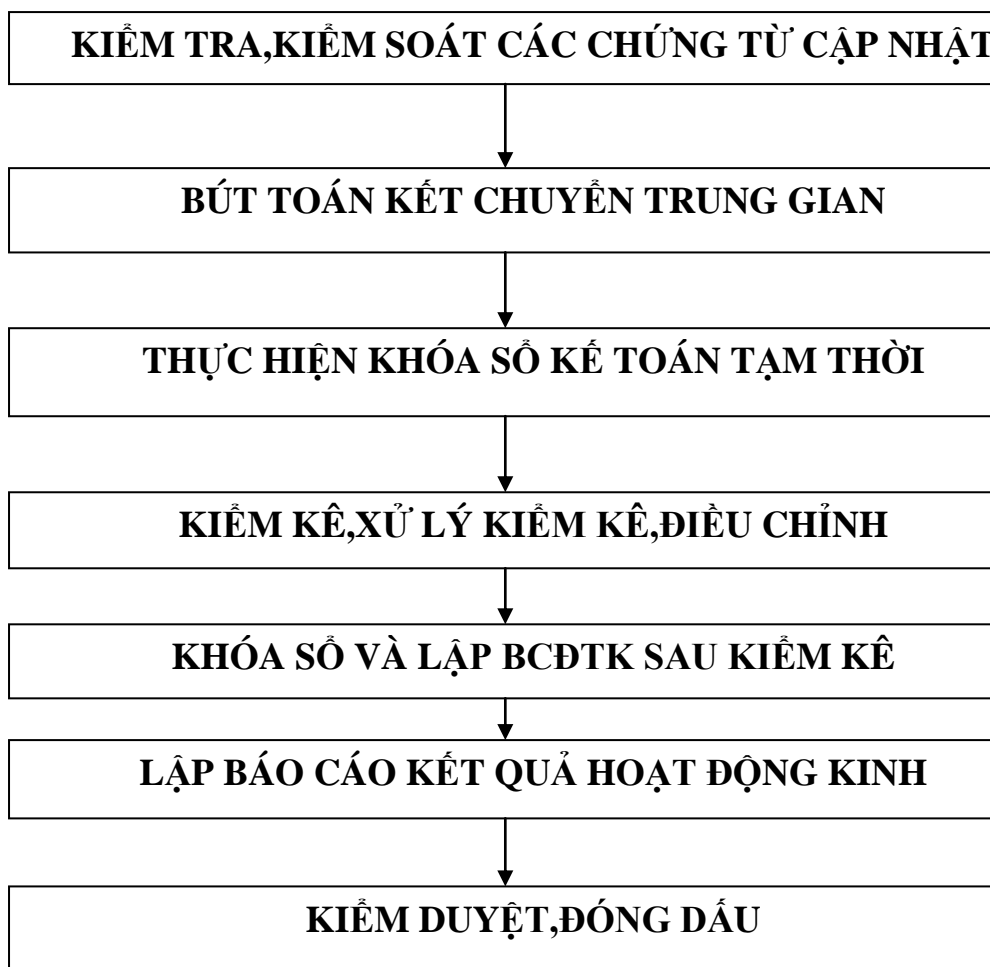 KIỂM TRA,KIỂM SOÁT CÁC CHỨNG TỪ CẬP NHẬT
BÚT TOÁN KẾT CHUYỂN TRUNG GIAN
THỰC HIỆN KHÓA SỔ KẾ TOÁN TẠM THỜI
KIỂM KÊ,XỬ LÝ KIỂM KÊ,ĐIỀU CHỈNH
KHÓA SỔ VÀ LẬP BCĐTK SAU KIỂM KÊ
LẬP BÁO CÁO KẾT QUẢ HOẠT ĐỘNG KINH
KIỂM DUYỆT,ĐÓNG DẤU